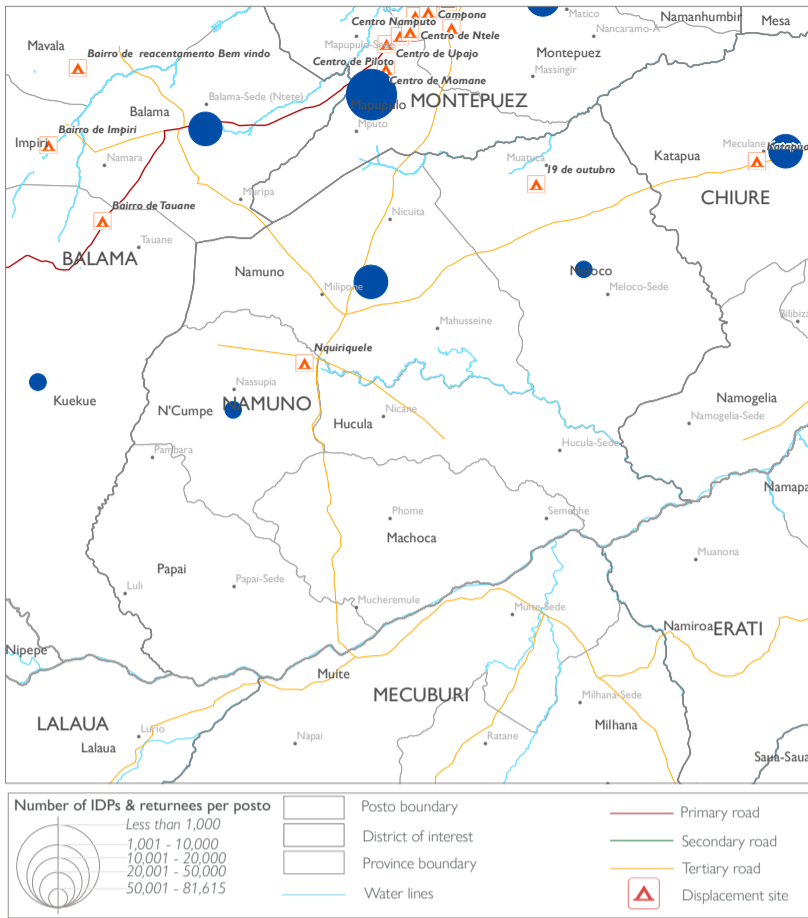 Matico
Namanhumbir
Mesa
Centro Namputo
Campona
Nancaramo-A
Mavala
Bairro de reacentamento Bem vindo
Mapupulo-Sede
Centro de Ntele
Centro de Upajo
Montepuez
Centro de Piloto
Massingir
Centro de Momane
Balama
Balama-Sede (Ntete)
Mapupulo
MONTEPUEZ
Bairro de Impiri
Mputo
Impiri
Meculane
Katapua
Namara
Muatuca
Katapua
19 de outubro
CHIURE
Muripa
Bairro de Tauane
Nicuita
Tauane
BALAMA
Namuno
Meloco
Milipone
Meloco-Sede
Mahusseine
Bilibiza
Nquiriquele
Nassupia
Kuekue
N'Cumpe
NAMUNO
Nicane
Namogelia
Hucula
Namogelia-Sede
Hucula-Sede
Pambara
Namapa
Phome
Semenhe
Machoca
Muanona
Papai
Luli
Papai-Sede
Mucheremule
Muite-Sede
Namiroa
ERATI
Nipepe
Muite
MECUBURI
Milhana-Sede
LALAUA
Milhana
Lurio
Lalaua
Napai
Ratane
Saua-Saua
Number of IDPs & returnees per posto
Less than 1,000
1,001 - 10,000
10,001 - 20,000
20,001 - 50,000
50,001 - 81,615
Posto boundary
District of interest
Province boundary
Water lines
Primary road
Secondary road
Tertiary road
Displacement site